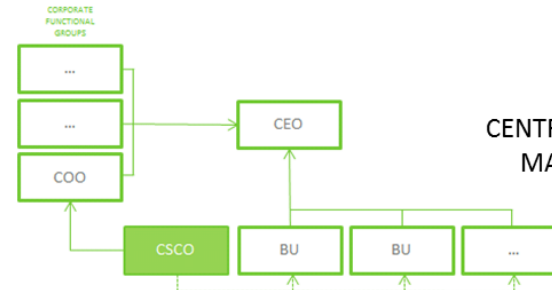 CORPORATE
FUNCTIONAL
GROUPS
...
...
CEO
COO
CSCO
BU
BU
...